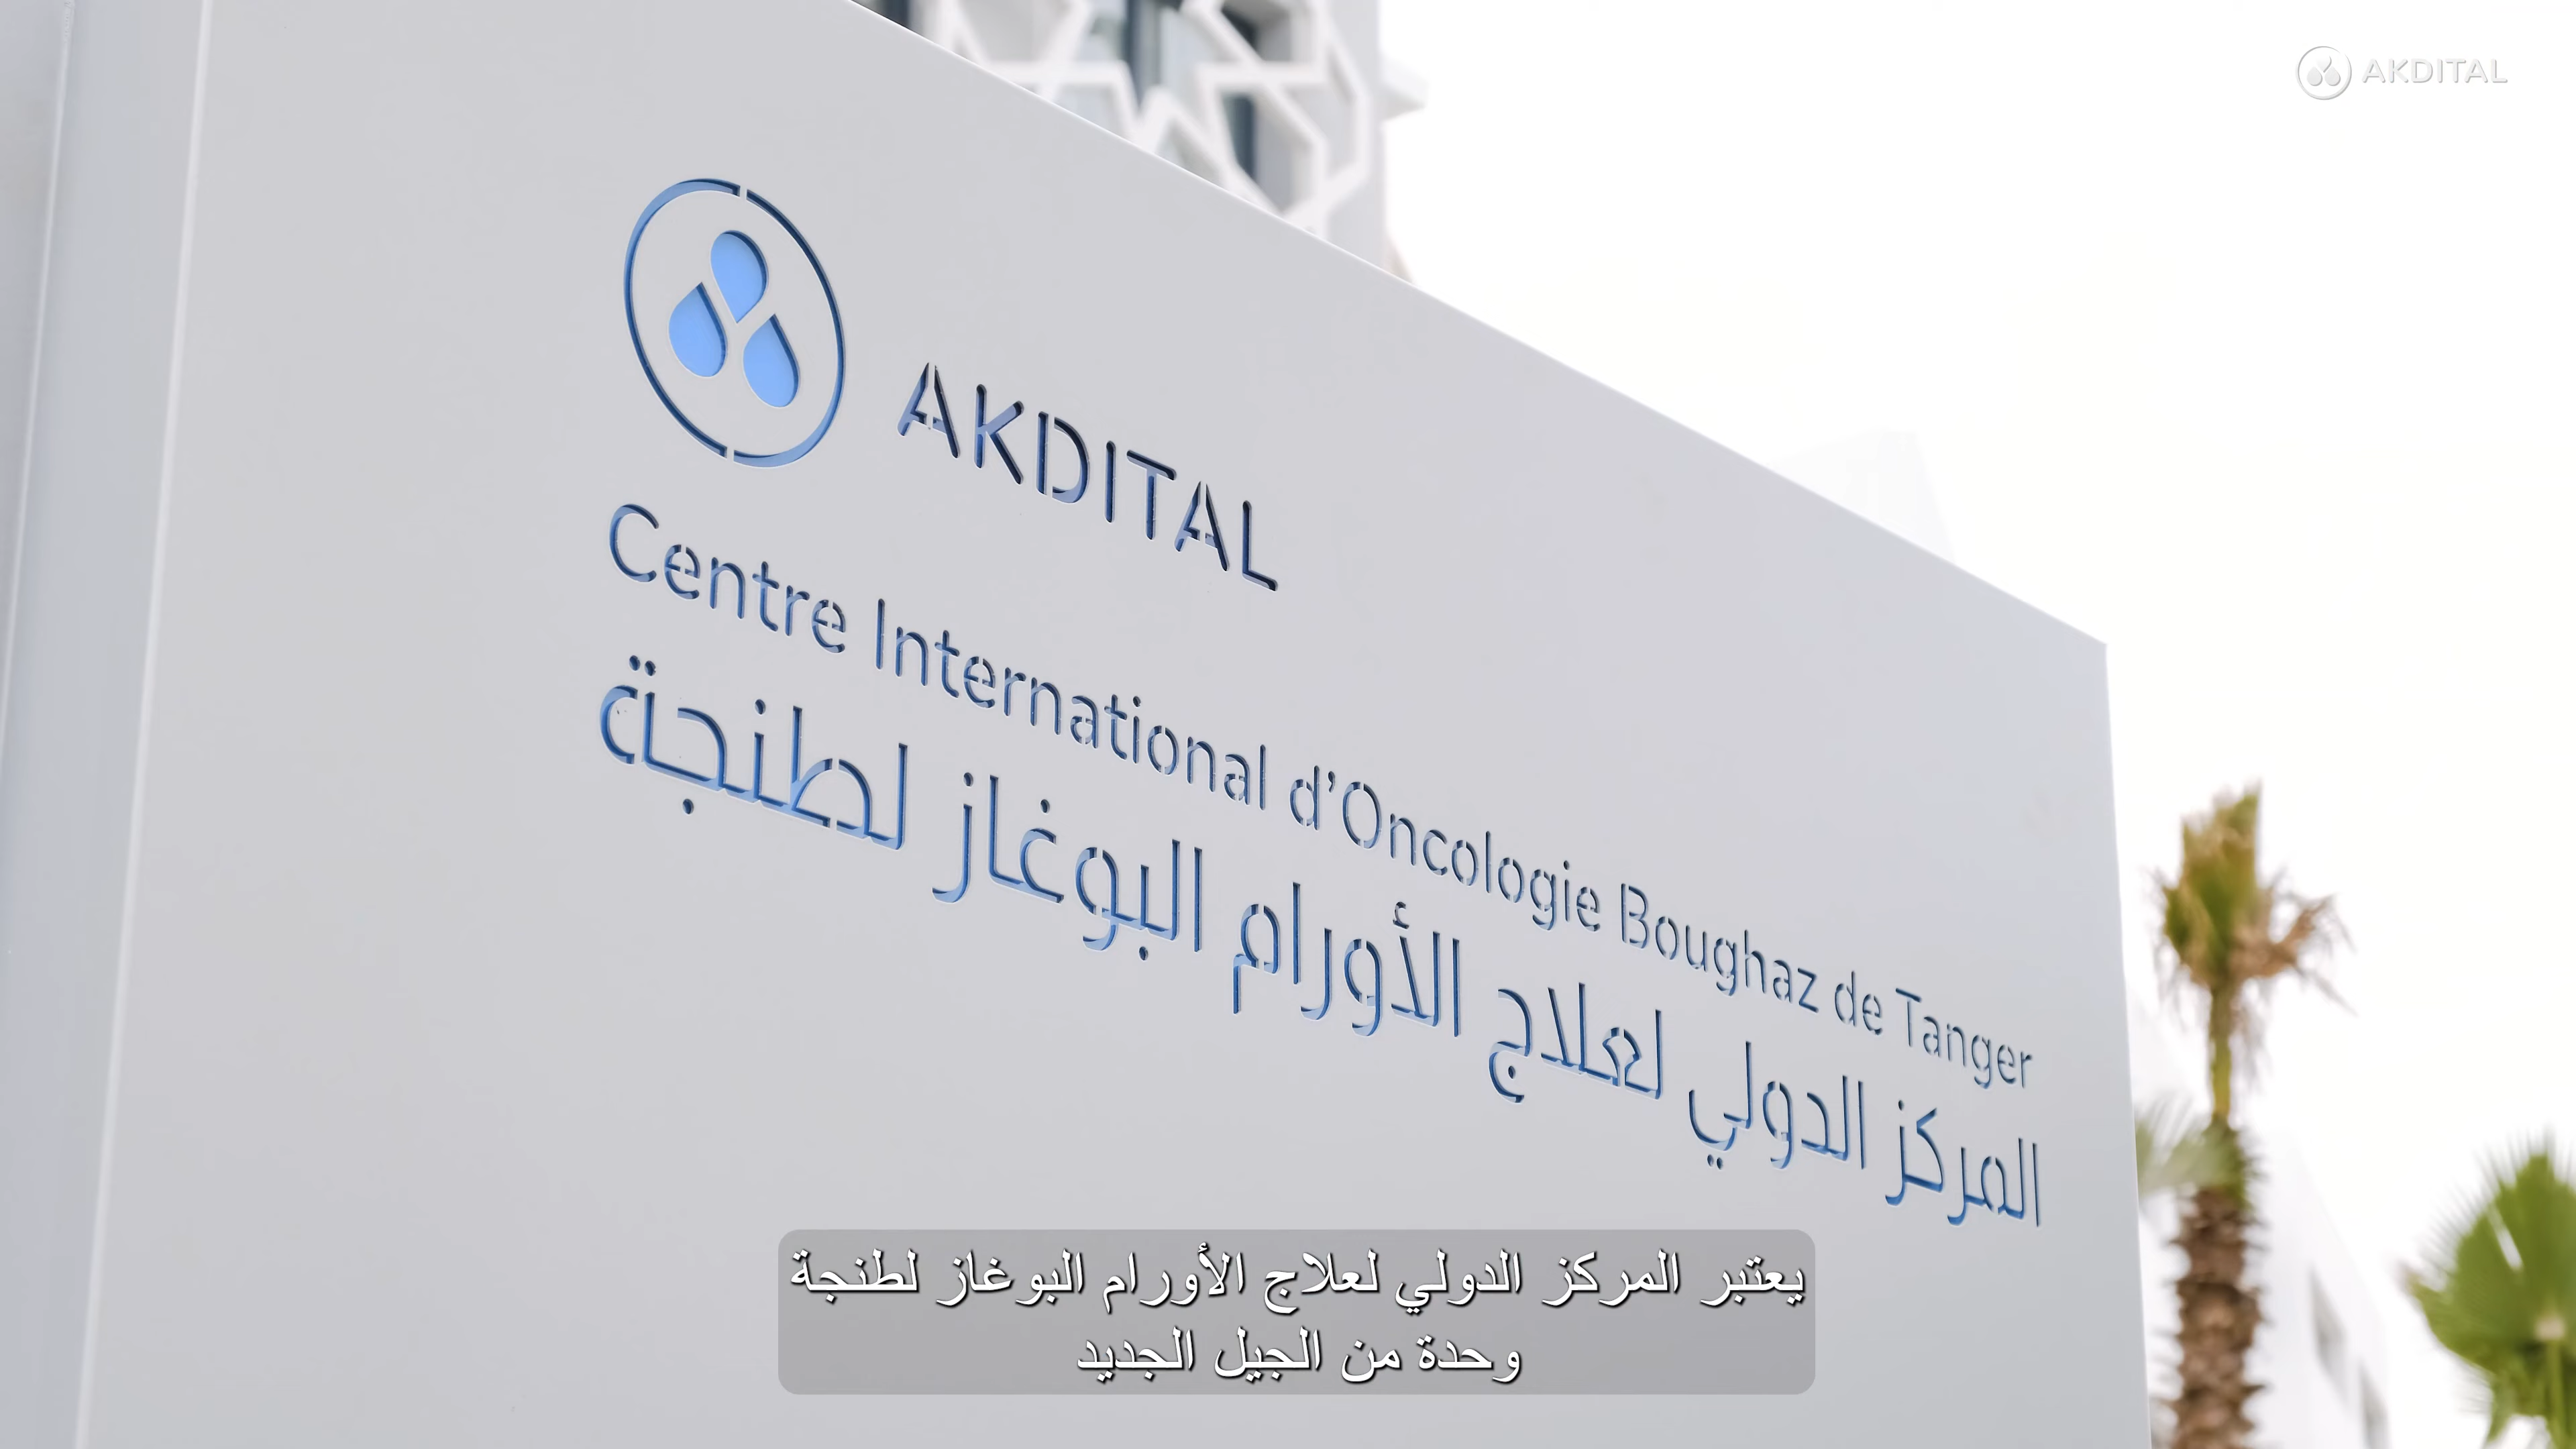 AKDITAL
AKDITAL
Centre International d'Oncologie Boughaz de Tanger
المركز الدولي لعلاج الأورام البوغاز لطنجة
يعتبر المركز الدولي لعلاج الأورام البوغاز لطنجة
وحدة من الجيل الجديد